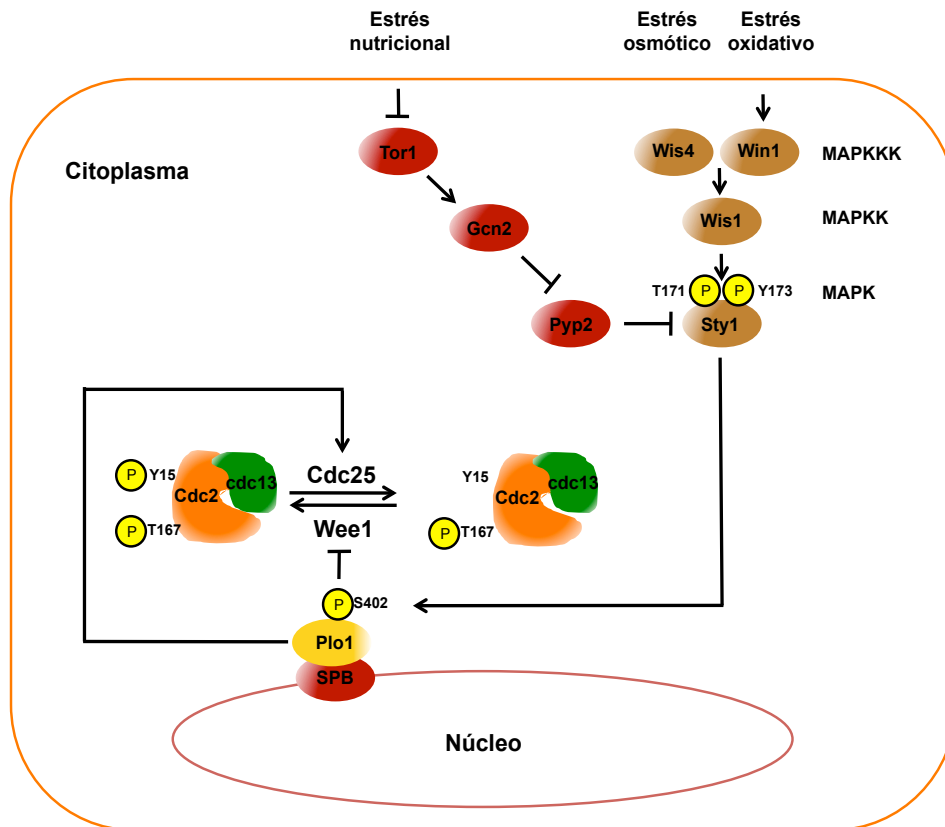 Estrés
nutricional
Estrés
osmótico
Estrés
oxidativo
Citoplasma
Tor1
Wis4
Win1
MAPKKK
Gcn2
Wis1
MAPKK
T171
P
P
Y173
MAPK
Pyp2
Sty1
P
Y15
Cdc2
cdc13
P
T167
Cdc25
Wee1
Y15
Cdc2
cdc13
P
T167
P
S402
Plo1
SPB
Núcleo